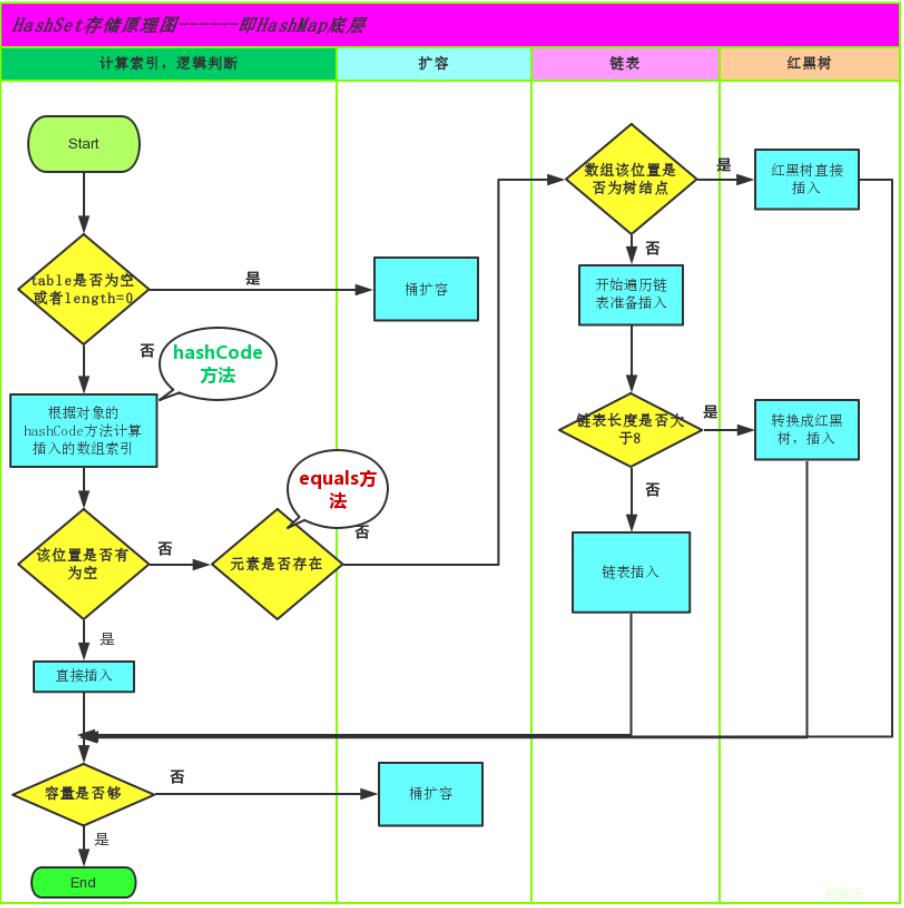 HashSet存储原理图------即HashMap底层
计算索引，逻辑判断
扩容
链表
红黑树
Start
table是否为空
或者length=0
是
桶扩容
否
hashCode
方法
根据对象的
hashCode方法计算
插入的数组索引
equals方
法
该位置是否有
为空
否
元素是否存在
否
是
直接插入
容量是否够
否
桶扩容
是
End
数组该位置是
否为树结点
是
红黑树直接
插入
否
开始遍历链
表准备插入
链表长度是否大
于8
是
转换成红黑
树，插入
否
链表插入